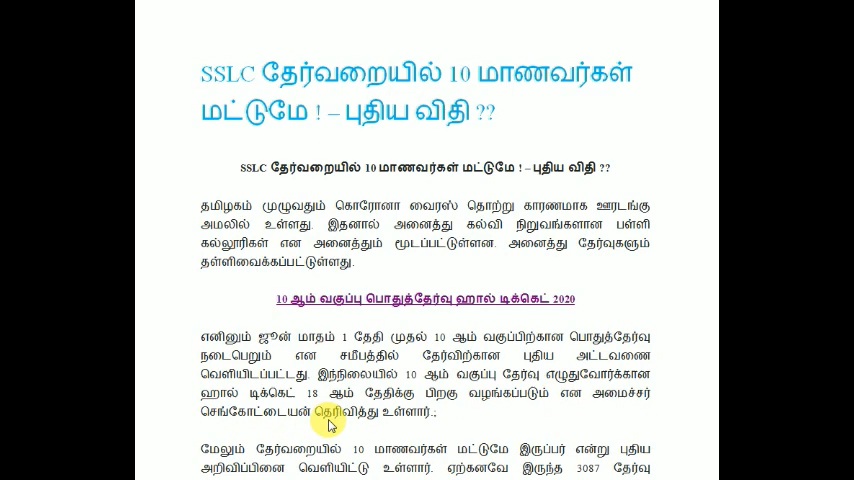 SSLC தேர்வறையில் 10 மாணவர்கள்
மட்டுமே ! – புதிய விதி ??
SSLC தேர்வறையில் 10 மாணவர்கள் மட்டுமே ! – புதிய விதி ??
தமிழகம் முழுவதும் கொரோனா வைரஸ் தொற்று காரணமாக ஊரடங்கு
அமலில் உள்ளது. இதனால் அனைத்து கல்வி நிறுவங்களான பள்ளி
கல்லூரிகள் என அனைத்தும் மூடப்பட்டுள்ளன. அனைத்து தேர்வுகளும்
தள்ளிவைக்கப்பட்டுள்ளது.
10 ஆம் வகுப்பு பொதுத்தேர்வு ஹால் டிக்கெட் 2020
எனினும் ஜூன் மாதம் 1 தேதி முதல் 10 ஆம் வகுப்பிற்கான பொதுத்தேர்வு
நடைபெறும் என சமீபத்தில் தேர்விற்கான புதிய அட்டவணை
வெளியிடப்பட்டது. இந்நிலையில் 10 ஆம் வகுப்பு தேர்வு எழுதுவோர்க்கான
ஹால் டிக்கெட் 18 ஆம் தேதிக்கு பிறகு வழங்கப்படும் என அமைச்சர்
செங்கோட்டையன் தெரிவித்து உள்ளார்.;
மேலும் தேர்வறையில் 10 மாணவர்கள் மட்டுமே இருப்பர் என்று புதிய
அறிவிப்பினை வெளியிட்டு உள்ளார். ஏற்கனவே இருந்த 3087 தேர்வு